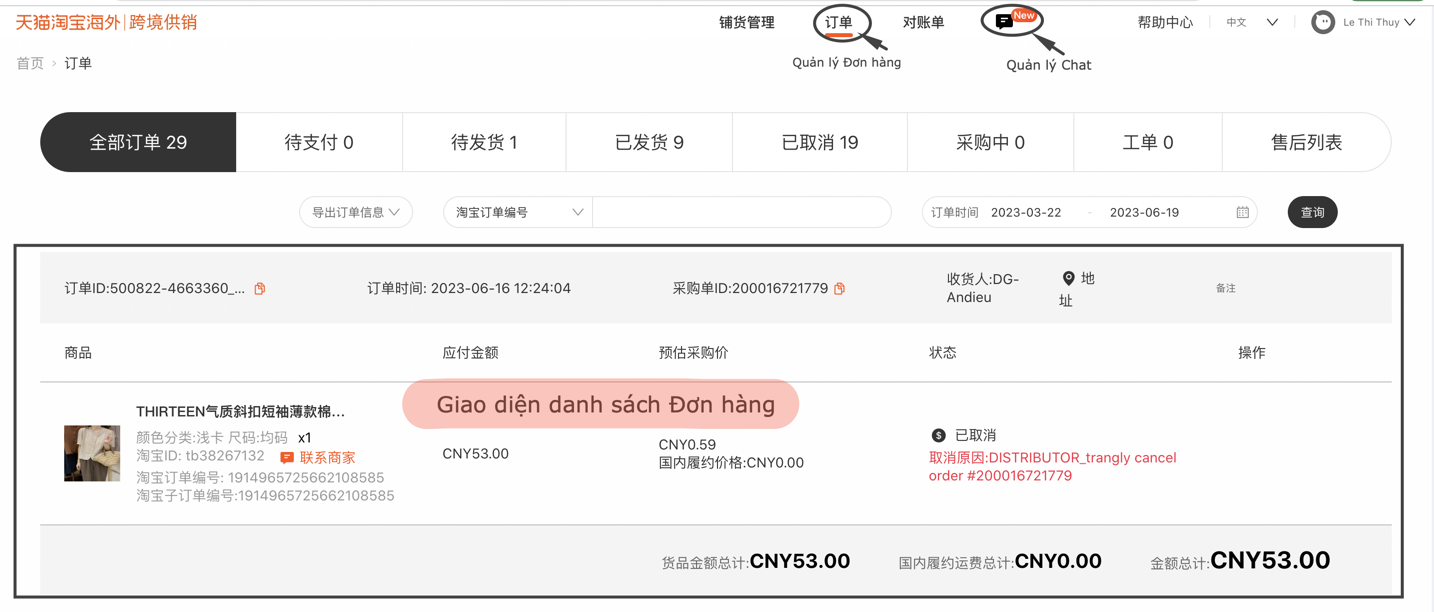 天猫淘宝海外|跨境供销
铺货管理
订单
对账单
New
帮助中心
中文
Le Thi Thuy
Quản lý Đơn hàng
Quản lý Chat
首页 > 订单
全部订单 29
待支付 0
待发货 1
已发货 9
已取消 19
采购中 0
工单 0
售后列表
导出订单信息
淘宝订单编号
订单时间 2023-03-22 - 2023-06-19
查询
订单ID:500822-4663360_...
订单时间: 2023-06-16 12:24:04
采购单ID:200016721779
收货人:DG-
Andieu
地
址
备注
商品
应付金额
预估采购价
状态
操作
Giao diện danh sách Đơn hàng
THIRTEEN气质斜扣短袖薄款棉...
颜色分类:浅卡 尺码:均码 x1
淘宝ID: tb38267132 联系商家
淘宝订单编号: 1914965725662108585
淘宝子订单编号:1914965725662108585
CNY53.00
CNY0.59
国内履约价格:CNY0.00
已取消
取消原因:DISTRIBUTOR_trangly cancel
order #200016721779
货品金额总计:CNY53.00
国内履约运费总计:CNY0.00
金额总计:CNY53.00